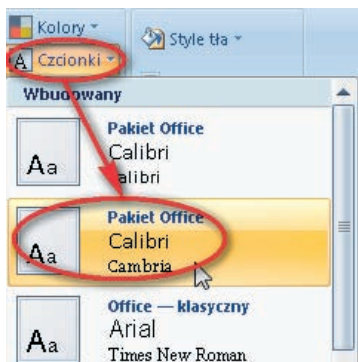 Kolory
Style tła
A Czcionki
Wbudowany
Pakiet Office
Aa Calibri
Calibri
Pakiet Office
Aa Calibri
Cambria
Office — klasyczny
Aa Arial
Times New Roman